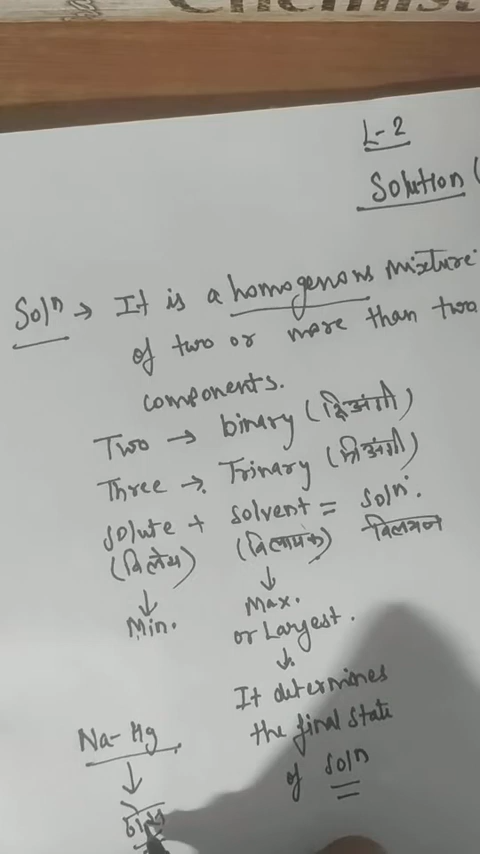 Chemist
L-2
Solution (
Solⁿ → It is a homogenous mixture
of two or more than two
components.
Two → binary (द्विअंगी)
Three → Trinary (त्रिअंगी)
solute + solvent = solⁿ.
(विलेय) (विलायक) विलयन
↓ ↓
Min. Max.
or Largest.
↓
It determines
the final state
of solⁿ
Na-Hg
↓